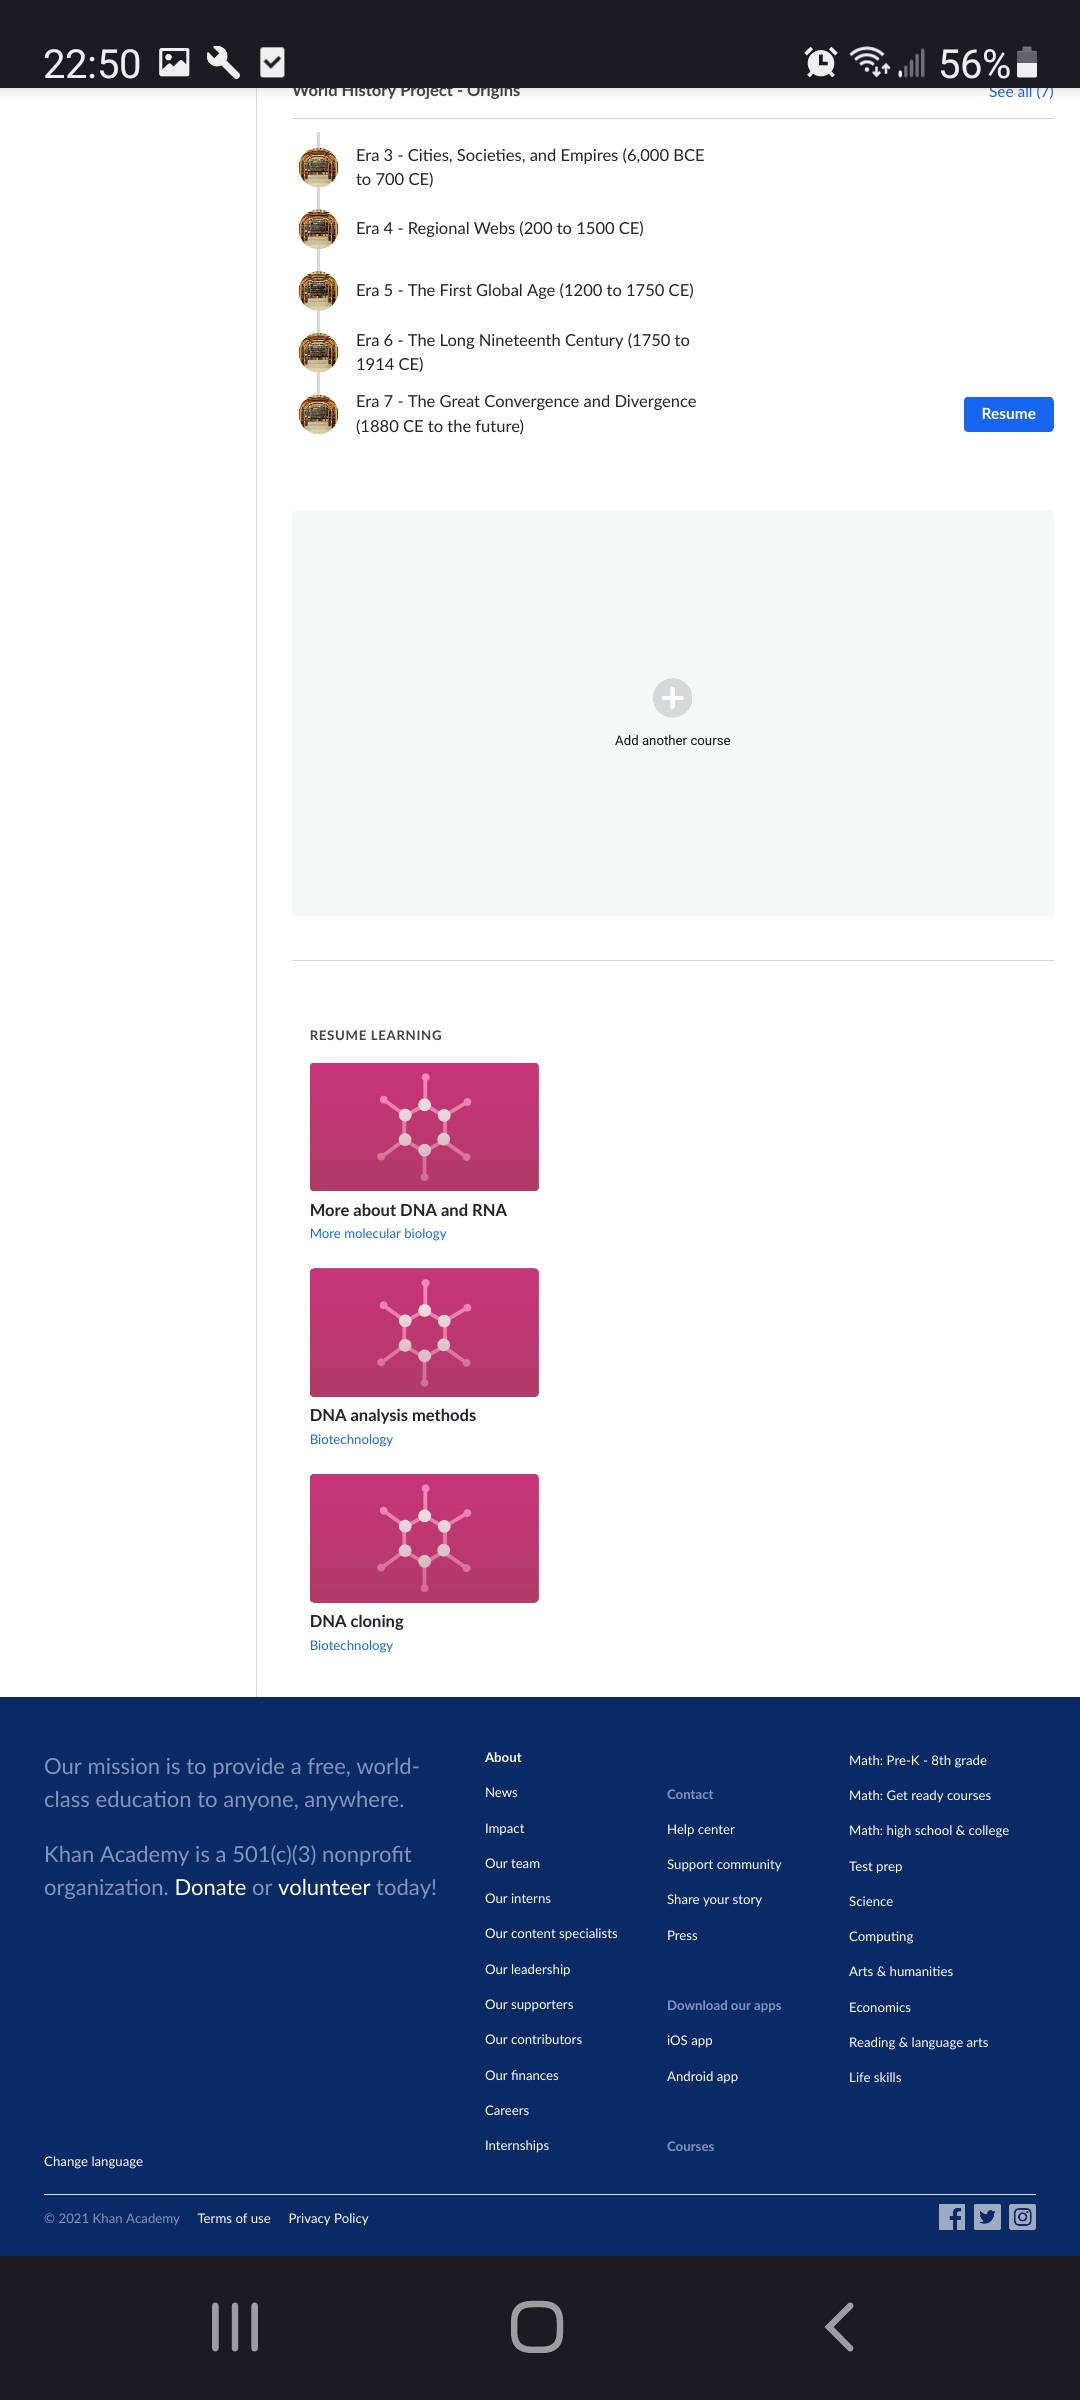 22:50
56%
World History Project - Origins
See all (7)
Era 3 - Cities, Societies, and Empires (6,000 BCE
to 700 CE)
Era 4 - Regional Webs (200 to 1500 CE)
Era 5 - The First Global Age (1200 to 1750 CE)
Era 6 - The Long Nineteenth Century (1750 to
1914 CE)
Era 7 - The Great Convergence and Divergence
(1880 CE to the future)
Resume
Add another course
RESUME LEARNING
More about DNA and RNA
More molecular biology
DNA analysis methods
Biotechnology
DNA cloning
Biotechnology
Our mission is to provide a free, world-
class education to anyone, anywhere.
Khan Academy is a 501(c)(3) nonprofit
organization. Donate or volunteer today!
Change language
About
News
Impact
Our team
Our interns
Our content specialists
Our leadership
Our supporters
Our contributors
Our finances
Careers
Internships
Contact
Help center
Support community
Share your story
Press
Download our apps
iOS app
Android app
Courses
Math: Pre-K - 8th grade
Math: Get ready courses
Math: high school & college
Test prep
Science
Computing
Arts & humanities
Economics
Reading & language arts
Life skills
© 2021 Khan Academy
Terms of use
Privacy Policy